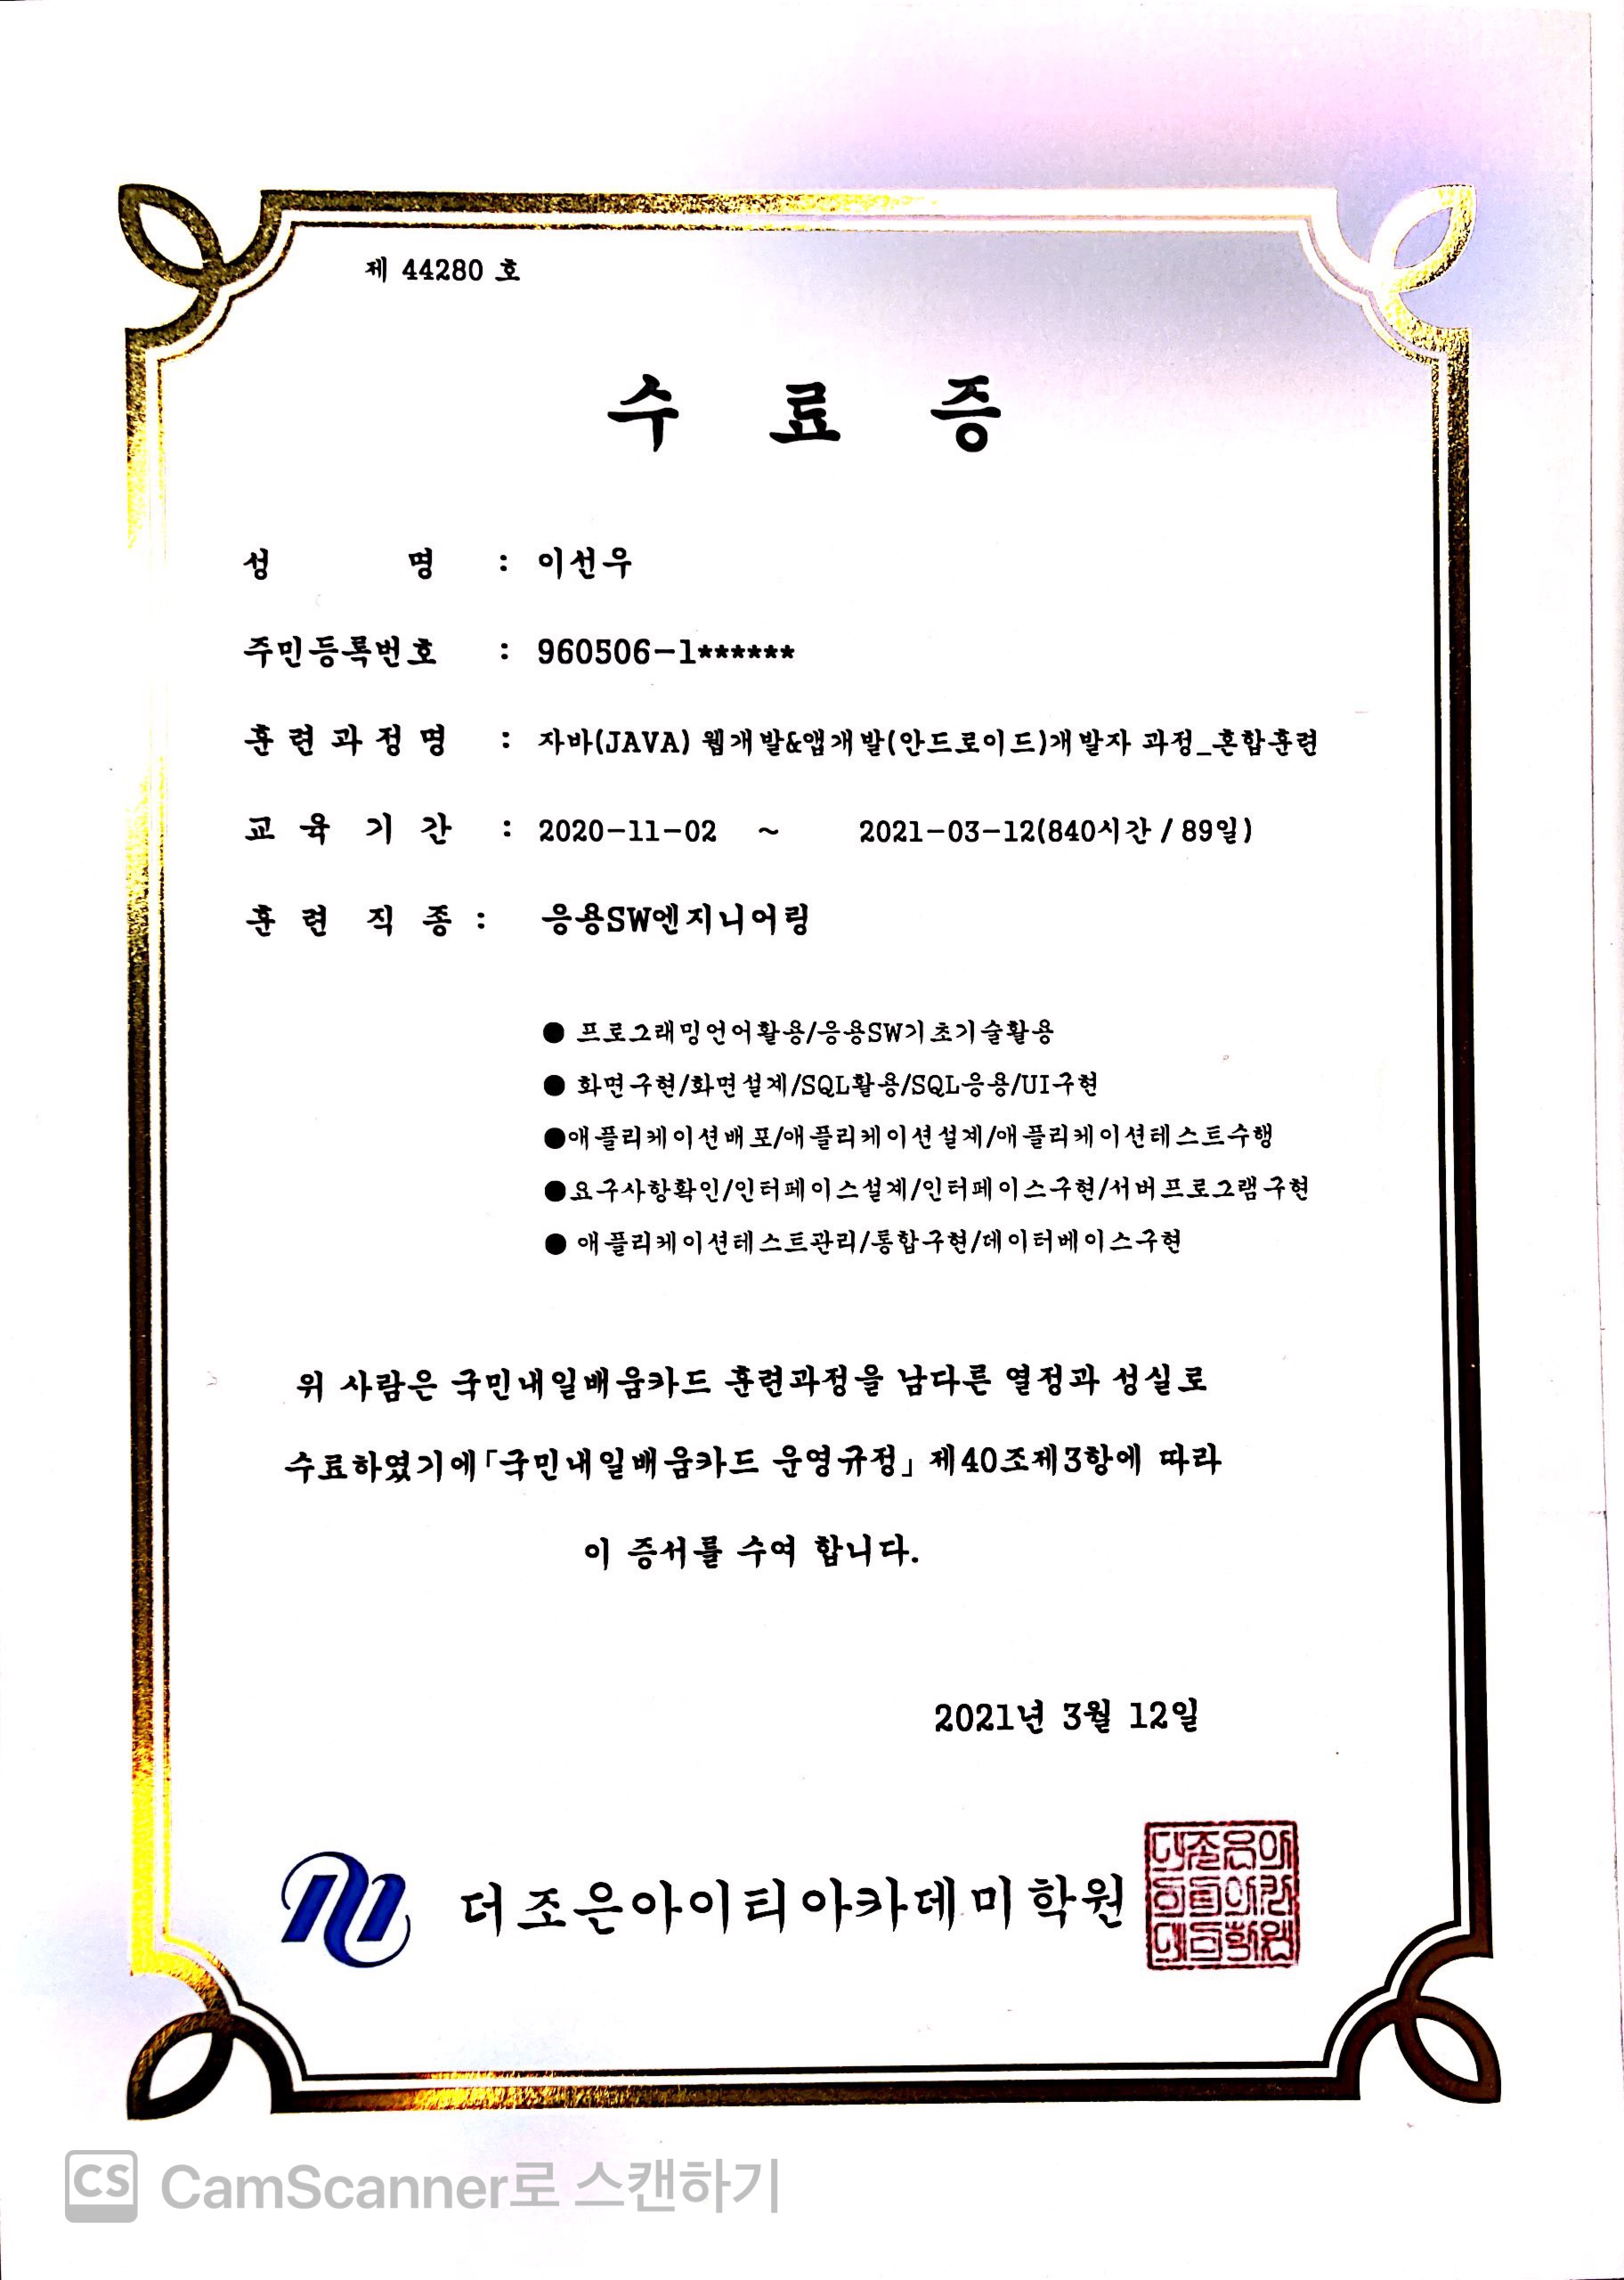 제 44280 호
수 료 증
성 명 : 이선우
주민등록번호 : 960506-1******
훈련과정명 : 자바(JAVA) 웹개발&앱개발(안드로이드)개발자 과정_혼합훈련
교 육 기 간 : 2020-11-02 ~ 2021-03-12(840시간 / 89일)
훈 련 직 종 : 응용SW엔지니어링
● 프로그래밍언어활용/응용SW기초기술활용
● 화면구현/화면설계/SQL활용/SQL응용/UI구현
●애플리케이션배포/애플리케이션설계/애플리케이션테스트수행
●요구사항확인/인터페이스설계/인터페이스구현/서버프로그램구현
● 애플리케이션테스트관리/통합구현/데이터베이스구현
위 사람은 국민내일배움카드 훈련과정을 남다른 열정과 성실로
수료하였기에「국민내일배움카드 운영규정」 제40조제3항에 따라
이 증서를 수여 합니다.
2021년 3월 12일
더조은아이티아카데미학원
CS CamScanner로 스캔하기